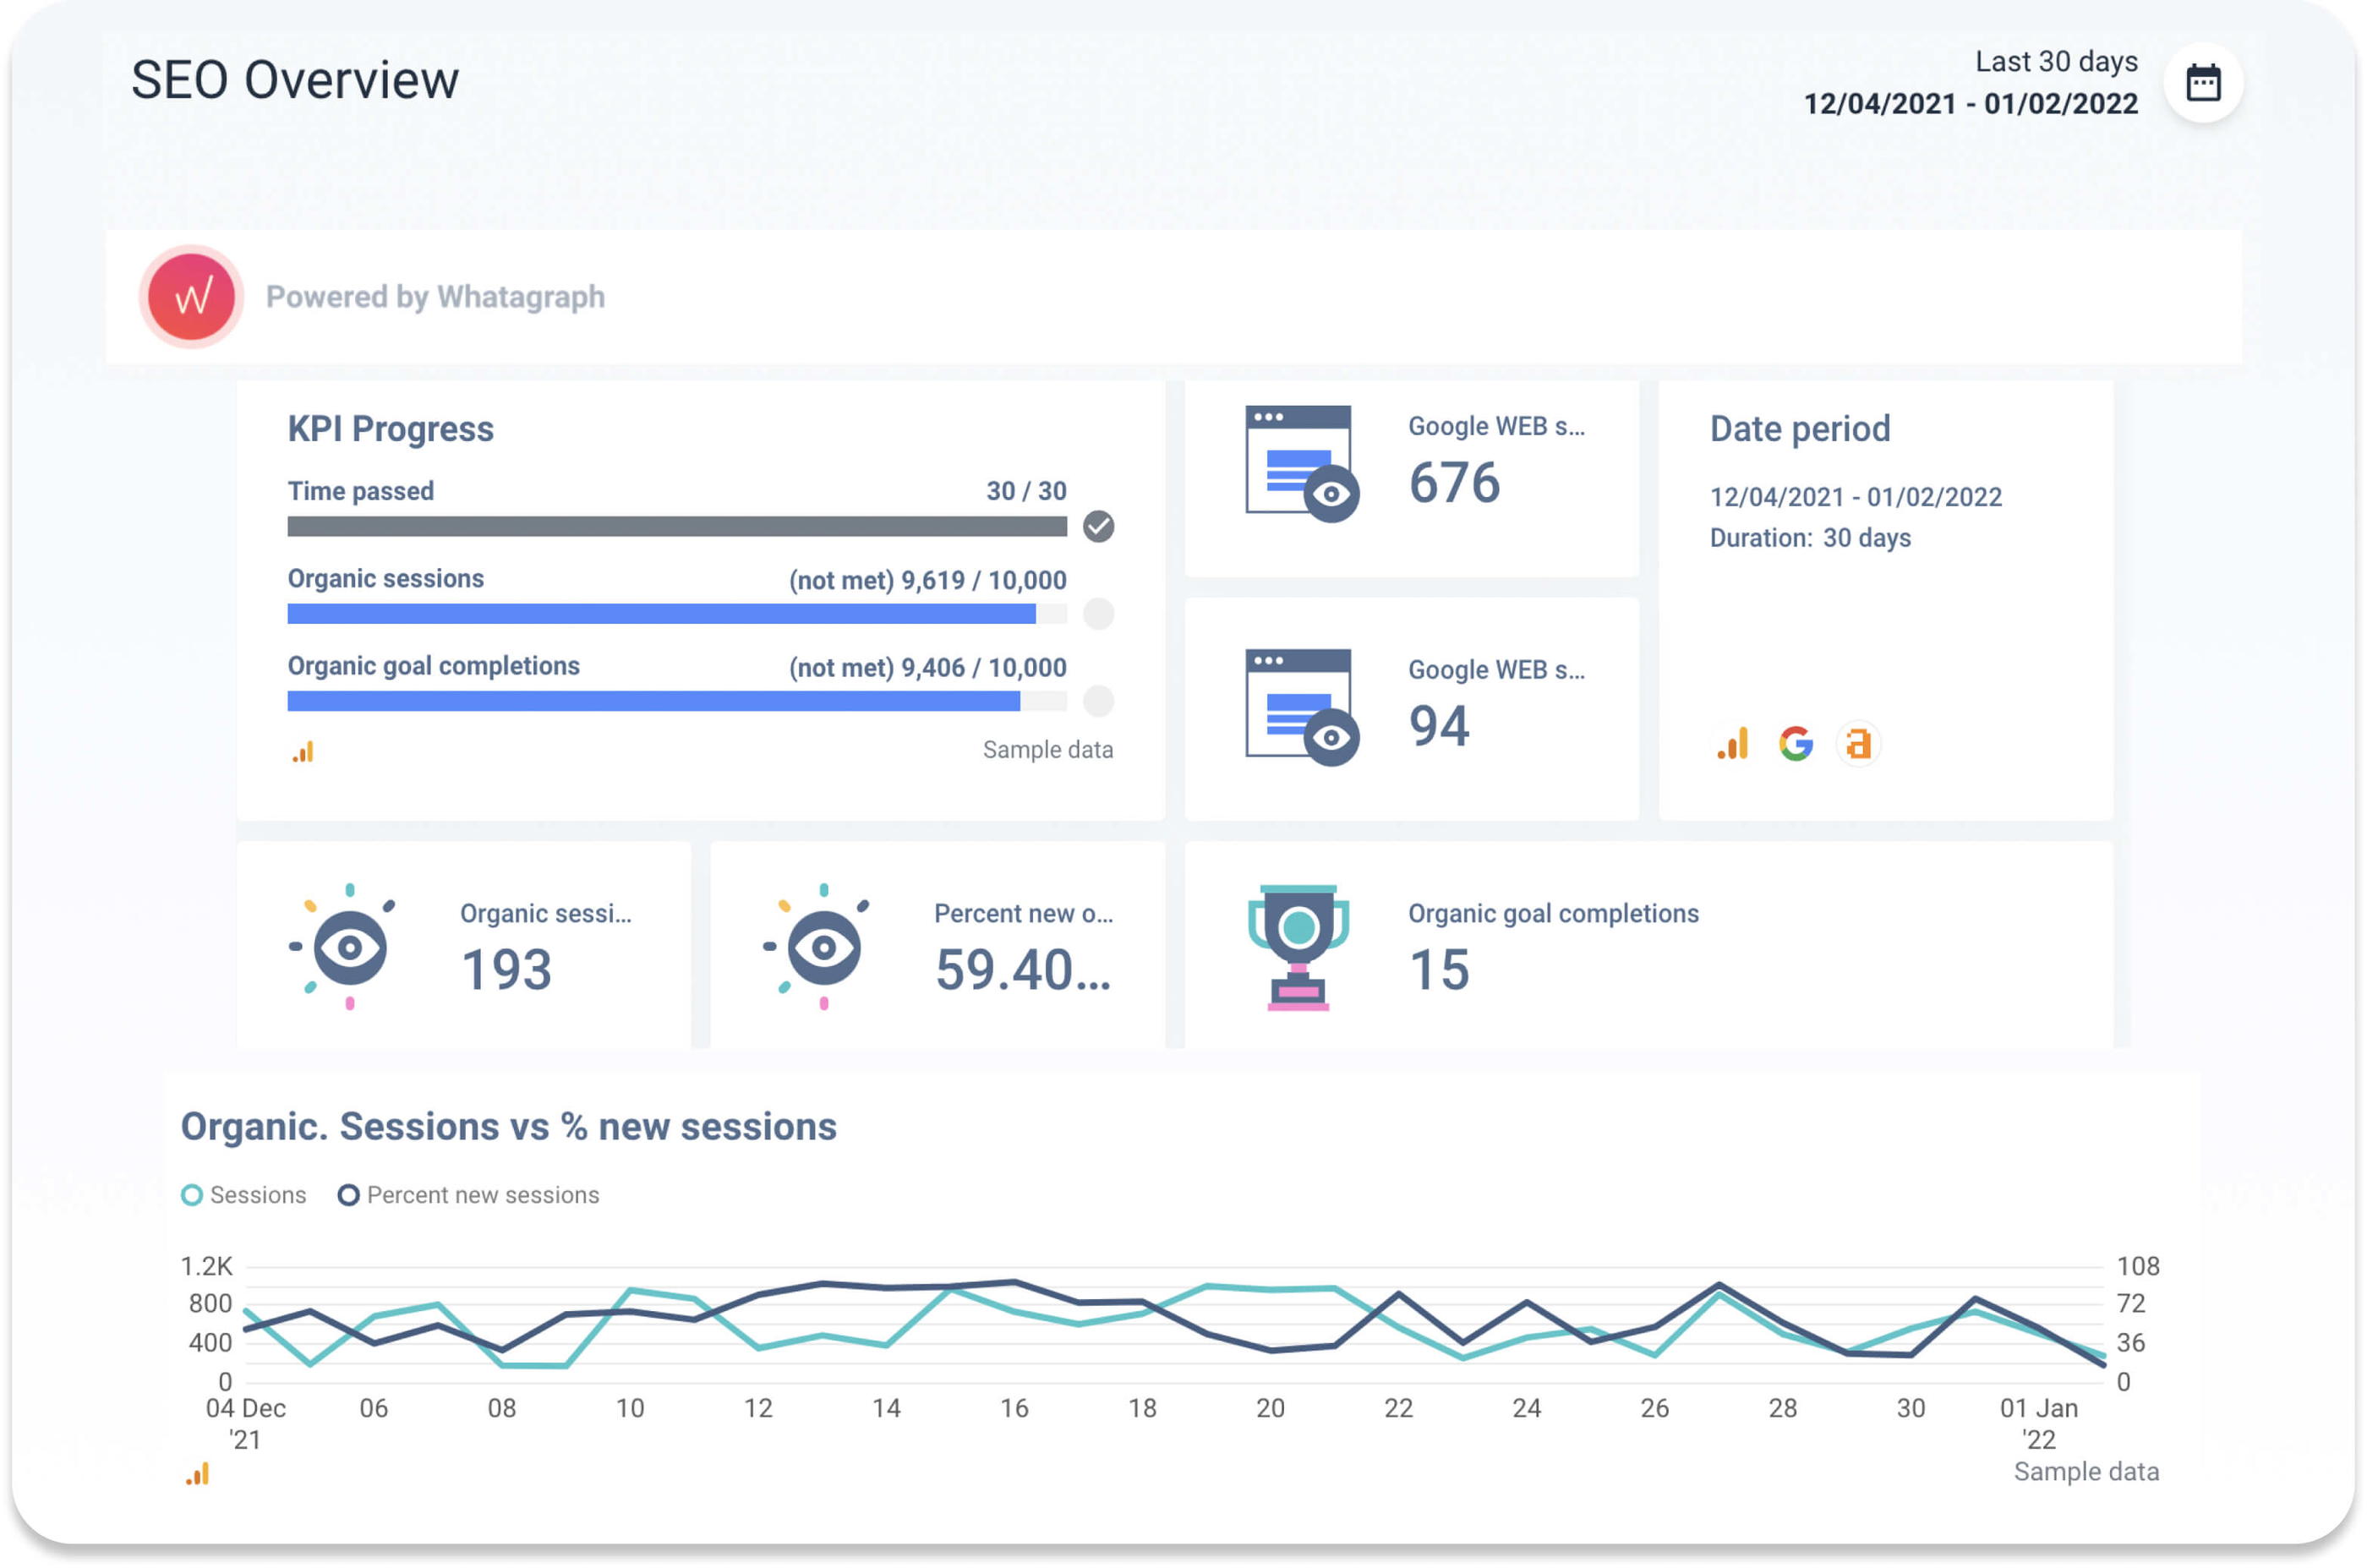 SEO Overview
Last 30 days
12/04/2021 - 01/02/2022
W
Powered by Whatagraph
KPI Progress
Time passed 30 / 30
Organic sessions (not met) 9,619 / 10,000
Organic goal completions (not met) 9,406 / 10,000
Sample data
Google WEB s...
676
Google WEB s...
94
Date period
12/04/2021 - 01/02/2022
Duration: 30 days
G a
Organic sessi...
193
Percent new o...
59.40...
Organic goal completions
15
Organic. Sessions vs % new sessions
Sessions Percent new sessions
1.2K 108
800 72
400 36
0 0
04 Dec 06 08 10 12 14 16 18 20 22 24 26 28 30 01 Jan
'21 '22
Sample data